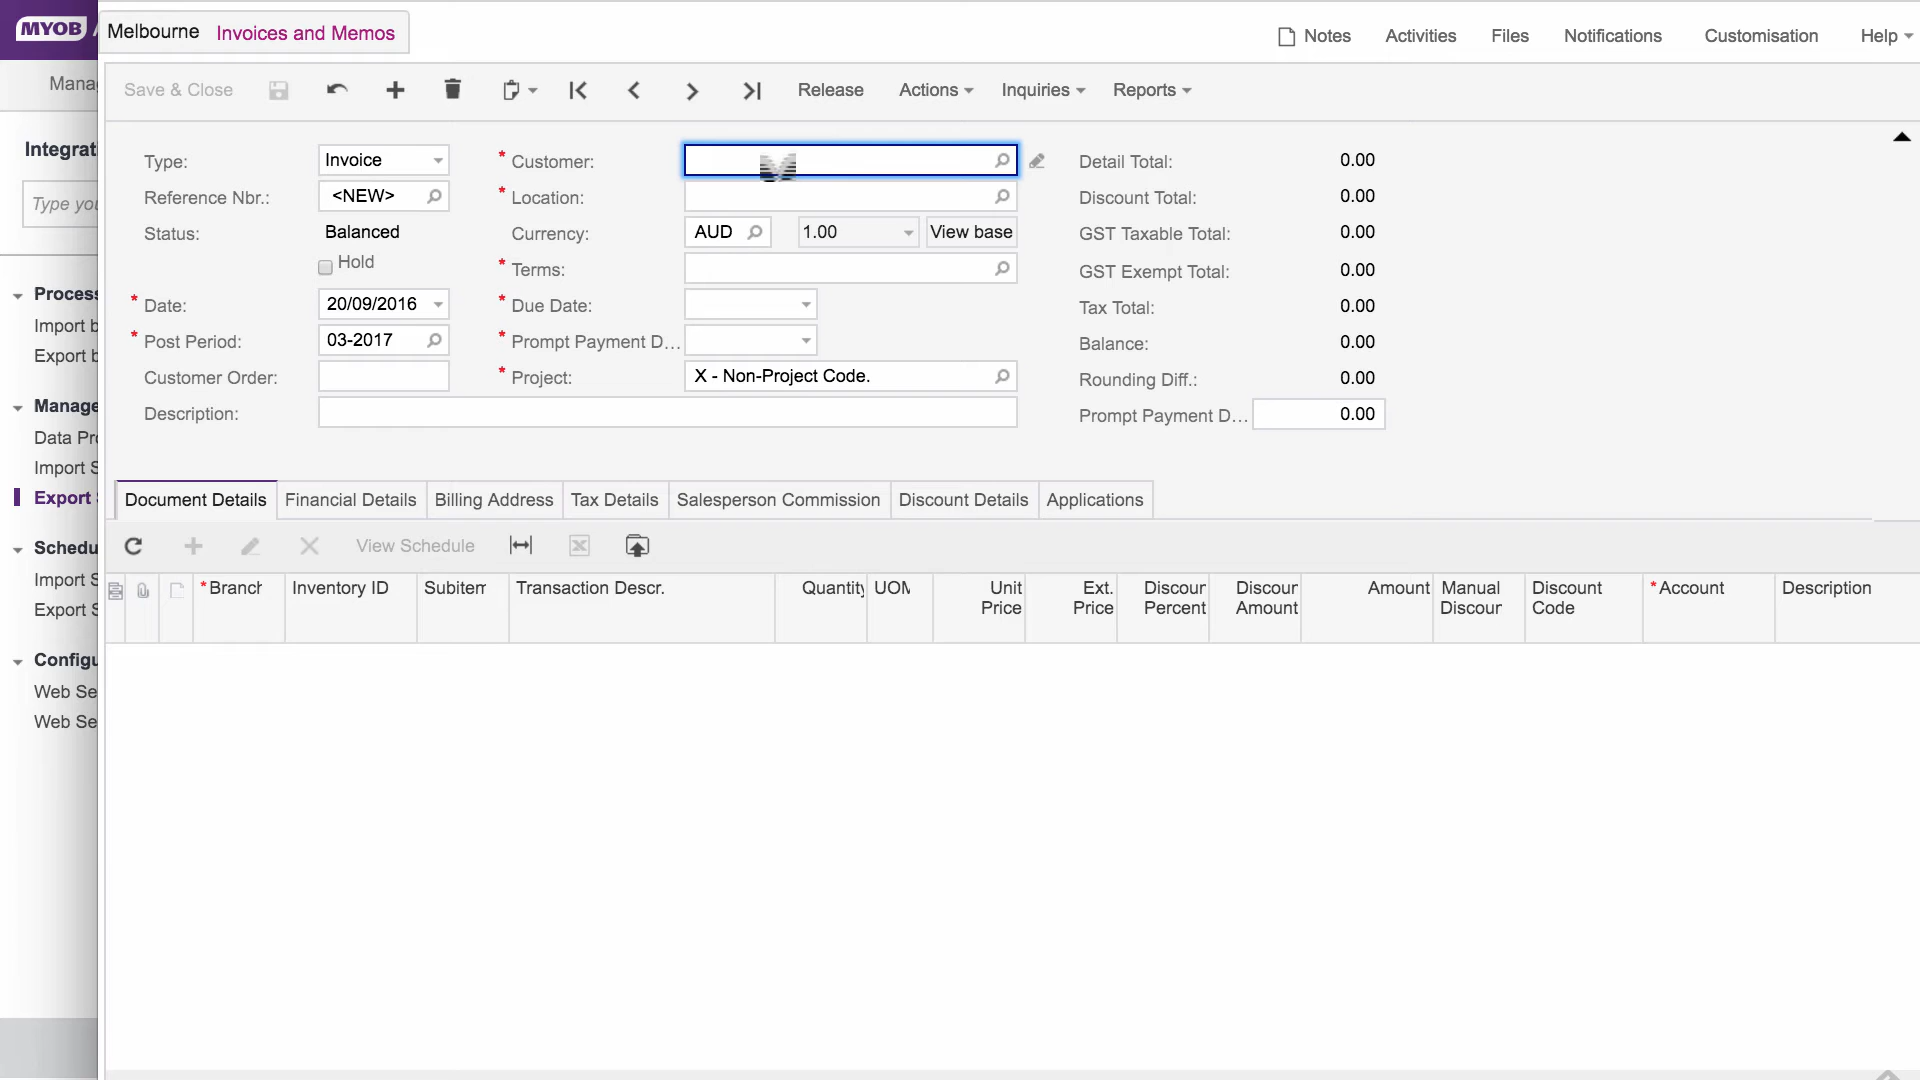 MYOB
Melbourne Invoices and Memos
Notes Activities Files Notifications Customisation Help
Save & Close Release Actions Inquiries Reports
Type: Invoice
Reference Nbr.: <NEW>
Status: Balanced
Hold
* Date: 20/09/2016
* Post Period: 03-2017
Customer Order:
Description:
* Customer:
* Location:
Currency: AUD 1.00 View base
* Terms:
* Due Date:
* Prompt Payment D...
* Project: X - Non-Project Code.
Detail Total: 0.00
Discount Total: 0.00
GST Taxable Total: 0.00
GST Exempt Total: 0.00
Tax Total: 0.00
Balance: 0.00
Rounding Diff.: 0.00
Prompt Payment D... 0.00
Document Details Financial Details Billing Address Tax Details Salesperson Commission Discount Details Applications
View Schedule
* Branch Inventory ID Subitem Transaction Descr. Quantity UOM Unit Price Ext. Price Discour Percent Discour Amount Amount Manual Discour Discount Code * Account Description
Manag
Integrat
Type you
Process
Import b
Export b
Manage
Data Pro
Import S
Export S
Schedu
Import S
Export S
Configu
Web Se
Web Se